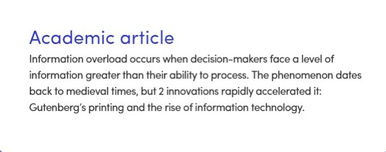 Academic article
Information overload occurs when decision-makers face a level of
information greater than their ability to process. The phenomenon dates
back to medieval times, but 2 innovations rapidly accelerated it:
Gutenberg's printing and the rise of information technology.